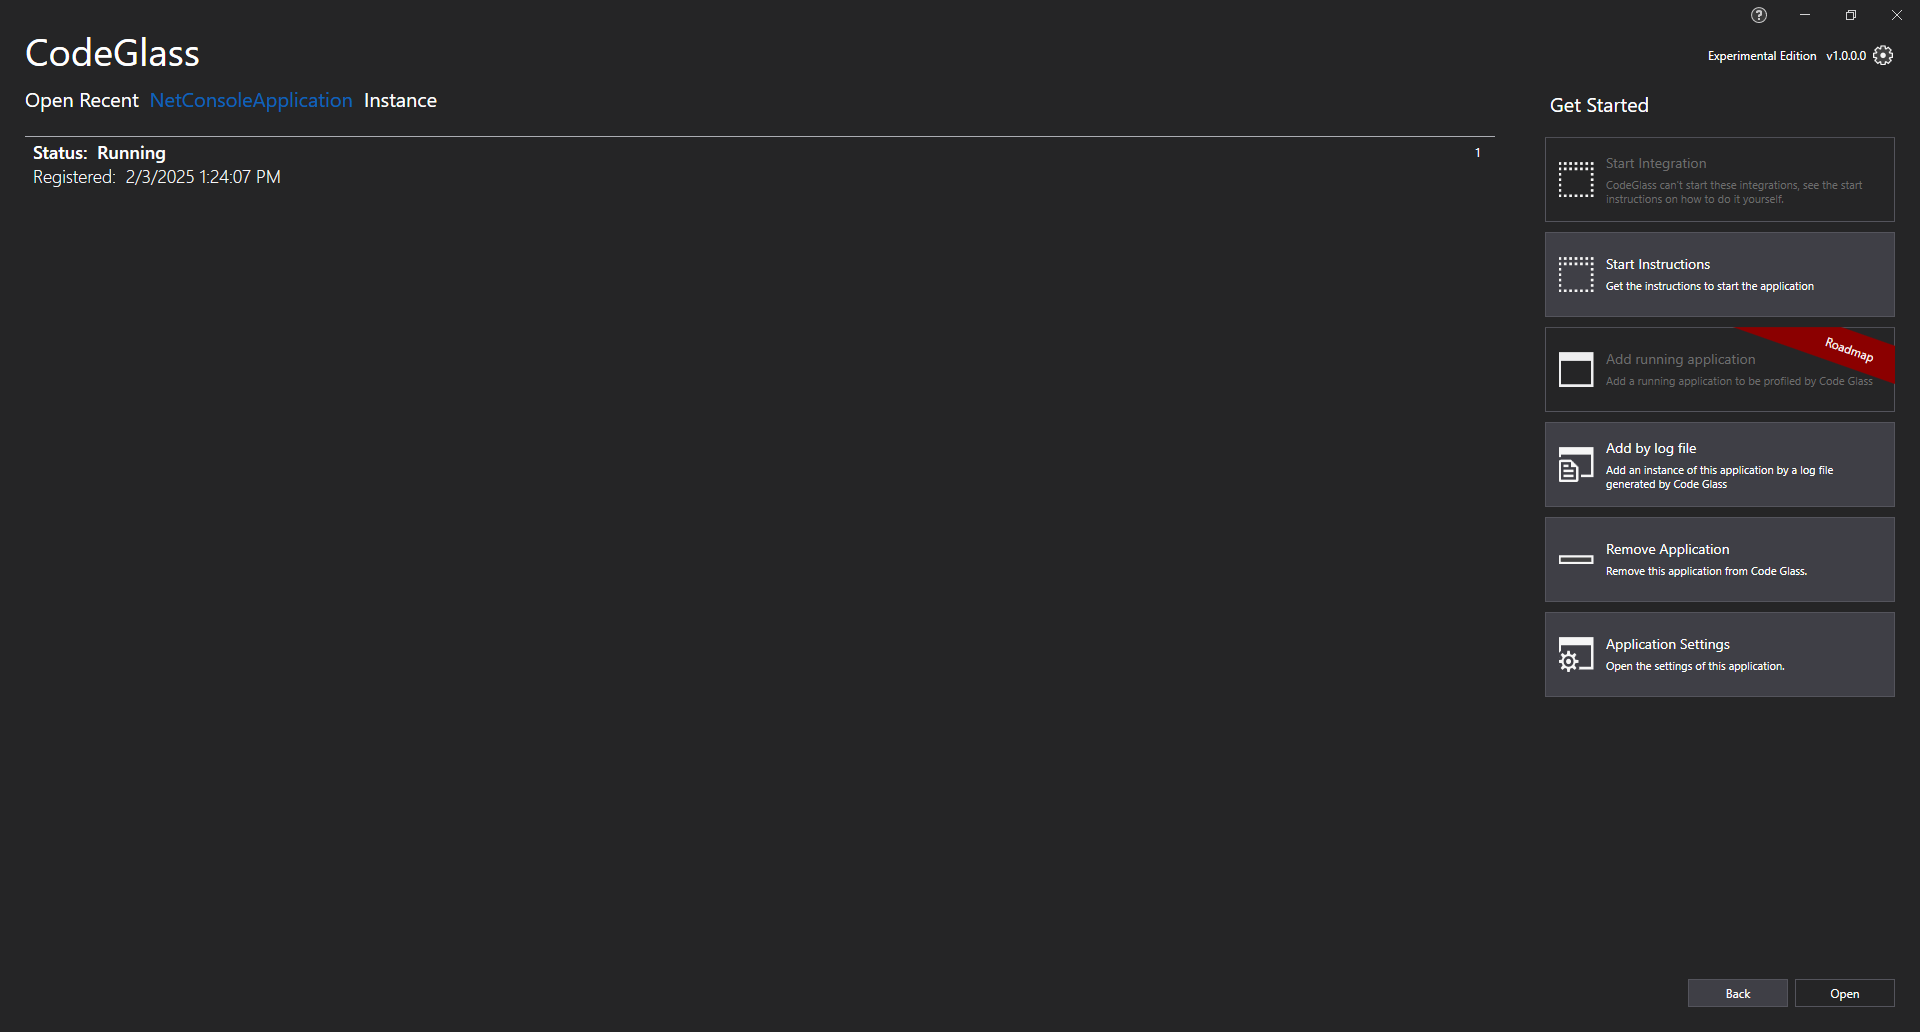 CodeGlass
Experimental Edition v1.0.0.0
Open Recent NetConsoleApplication Instance
Status: Running
1
Registered: 2/3/2025 1:24:07 PM
Get Started
Start Integration
CodeGlass can't start these integrations, see the start
instructions on how to do it yourself.
Start Instructions
Get the instructions to start the application
Roadmap
Add running application
Add a running application to be profiled by Code Glass
Add by log file
Add an instance of this application by a log file
generated by Code Glass
Remove Application
Remove this application from Code Glass.
Application Settings
Open the settings of this application.
Back
Open